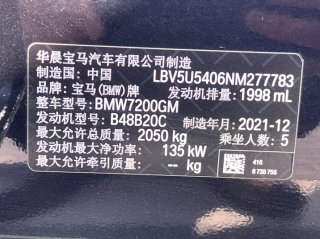 华晨宝马汽车有限公司制造
制造国：中国 LBV5U5406NM277783
品牌：宝马(BMW)牌 发动机排量：1998 mL
整车型号：BMW7200GM
发动机型号：B48B20C 制造年月：2021-12
最大允许总质量：2050 kg 乘坐人数：5
发动机最大净功率：135 kW
最大允许牵引质量：--- kg
416
8 738 756